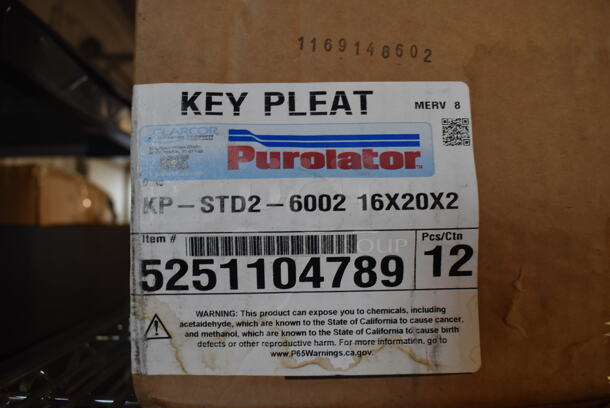 1169148602
KEY PLEAT MERV 8
CLARCOR
Purolator
KP-STD2-6002 16X20X2
Item # Pcs/Ctn
5251104789 12
WARNING: This product can expose you to chemicals, including
acetaldehyde, which are known to the State of California to cause cancer,
and methanol, which are known to the State of California to cause birth
defects or other reproductive harm. For more information, go to
www.P65Warnings.ca.gov.